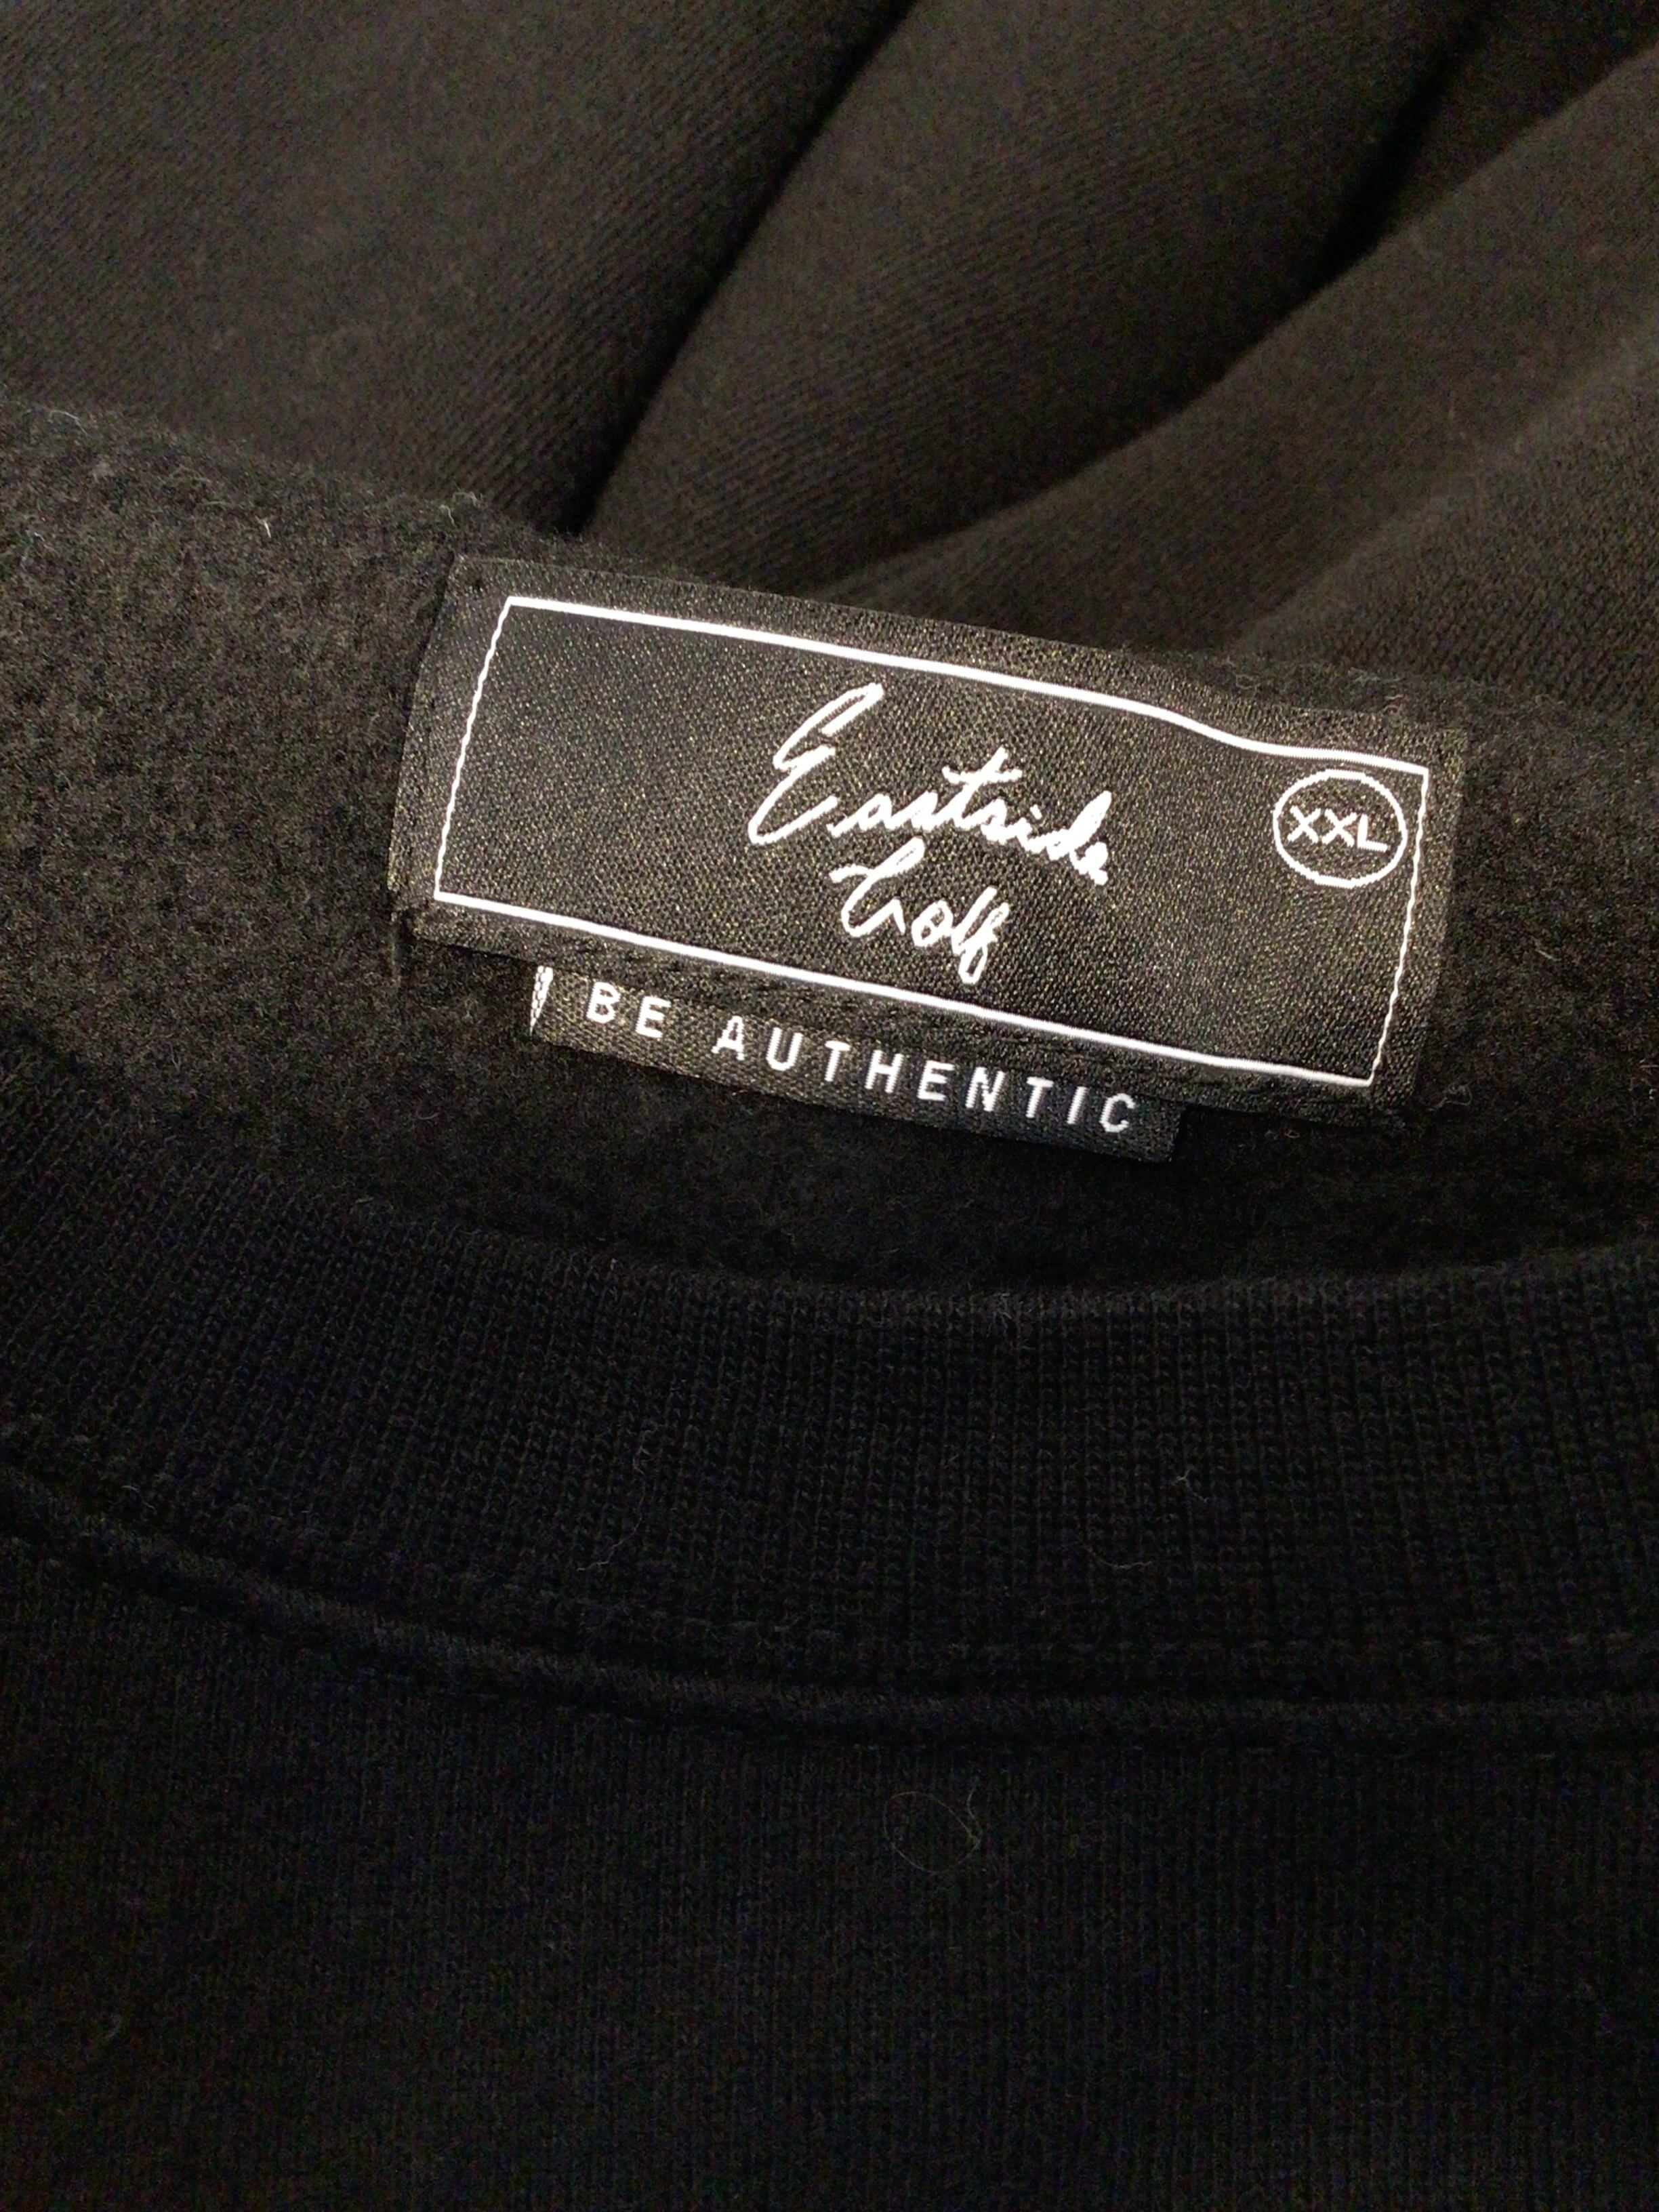 Eastside
Golf
XXL
BE AUTHENTIC